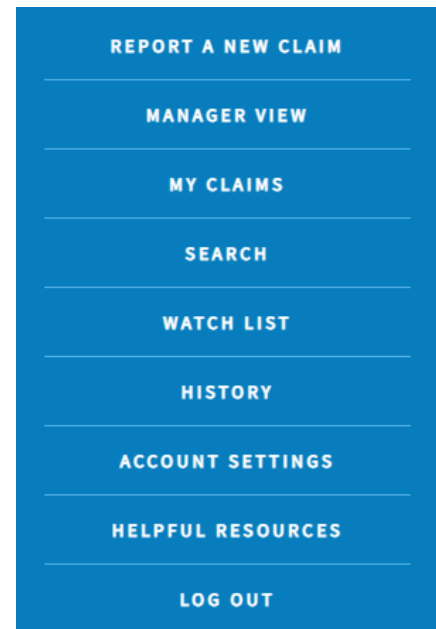 REPORT A NEW CLAIM
MANAGER VIEW
MY CLAIMS
SEARCH
WATCH LIST
HISTORY
ACCOUNT SETTINGS
HELPFUL RESOURCES
LOG OUT